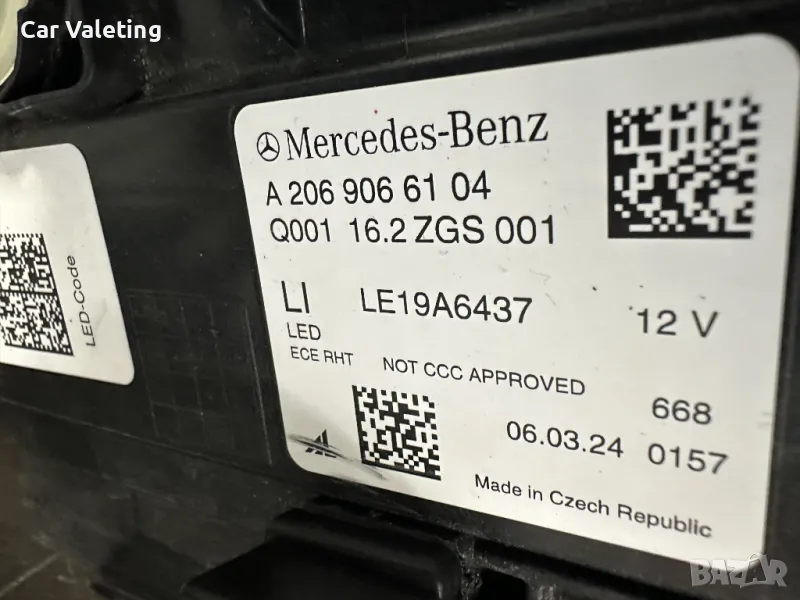 Car Valeting
Mercedes-Benz
A 206 906 61 04
Q001 16.2 ZGS 001
LI LE19A6437 12 V
LED
ECE RHT NOT CCC APPROVED 668
06.03.24 0157
Made in Czech Republic
LED-Code
BAZAR